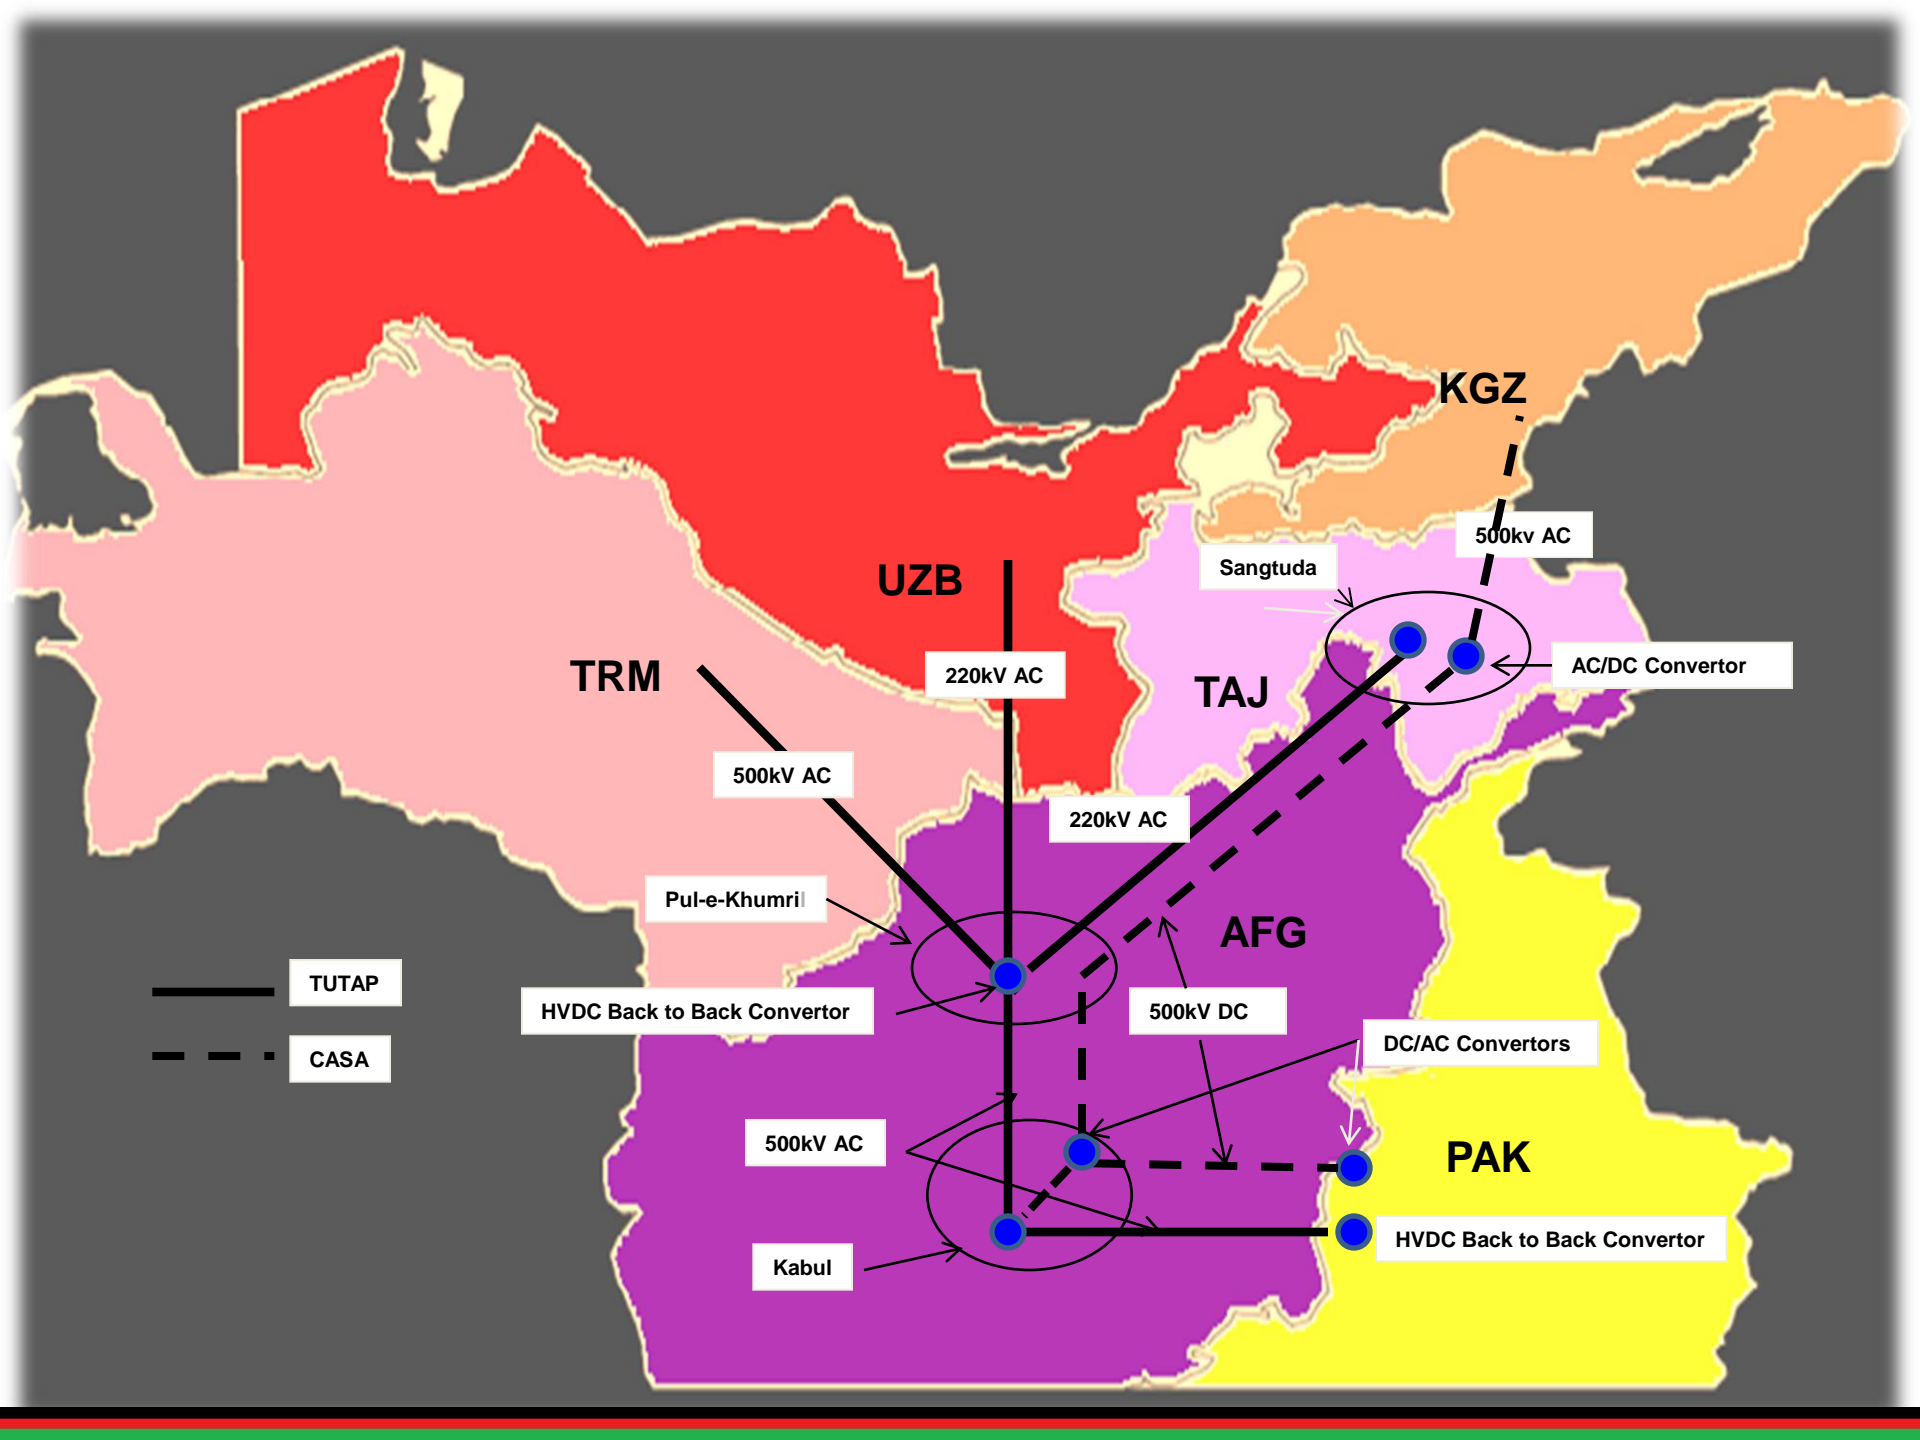 KGZ
500kv AC
Sangtuda
UZB
AC/DC Convertor
TRM
220kV AC
TAJ
500kV AC
220kV AC
Pul-e-Khumri
AFG
TUTAP
HVDC Back to Back Convertor
500kV DC
DC/AC Convertors
CASA
500kV AC
PAK
HVDC Back to Back Convertor
Kabul